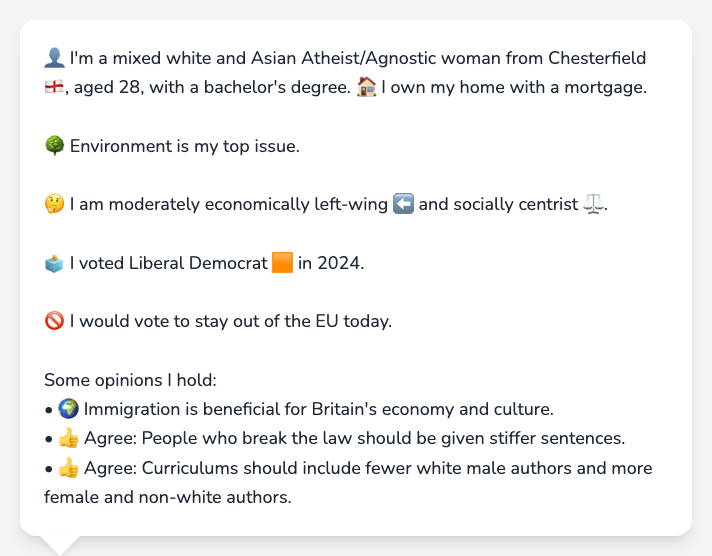 👤 I'm a mixed white and Asian Atheist/Agnostic woman from Chesterfield
🏴󠁧󠁢󠁥󠁮󠁧󠁿, aged 28, with a bachelor's degree. 🏠 I own my home with a mortgage.
🌳 Environment is my top issue.
🤔 I am moderately economically left-wing ⬅️ and socially centrist ⚖️.
🗳️ I voted Liberal Democrat 🟧 in 2024.
🚫 I would vote to stay out of the EU today.
Some opinions I hold:
• 🌍 Immigration is beneficial for Britain's economy and culture.
• 👍 Agree: People who break the law should be given stiffer sentences.
• 👍 Agree: Curriculums should include fewer white male authors and more
female and non-white authors.